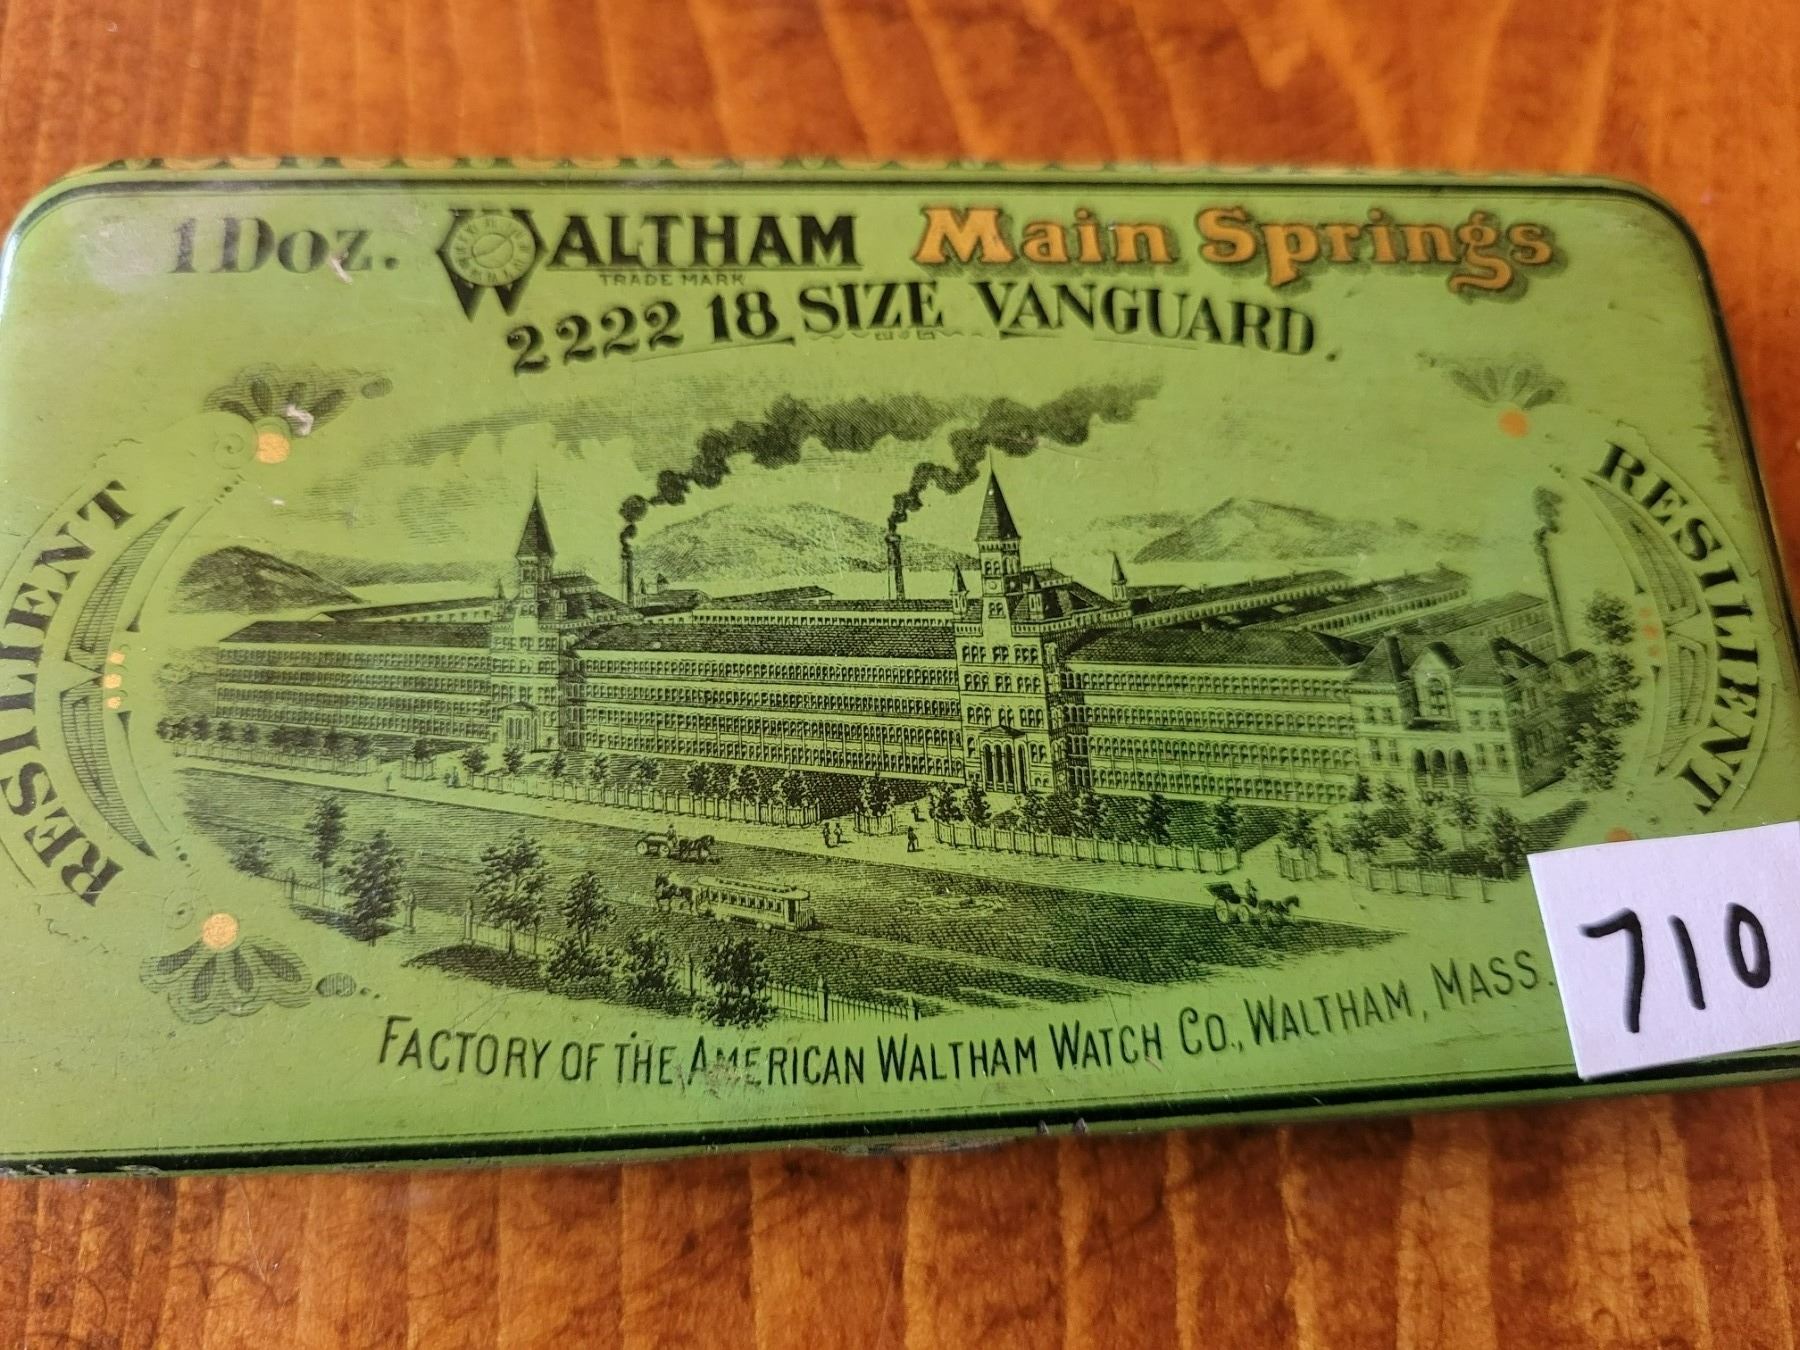 1 Doz. WALTHAM Main Springs
TRADE MARK
2222 18 SIZE VANGUARD.
RESILIENT
RESILIENT
710
FACTORY OF THE AMERICAN WALTHAM WATCH CO., WALTHAM, MASS.